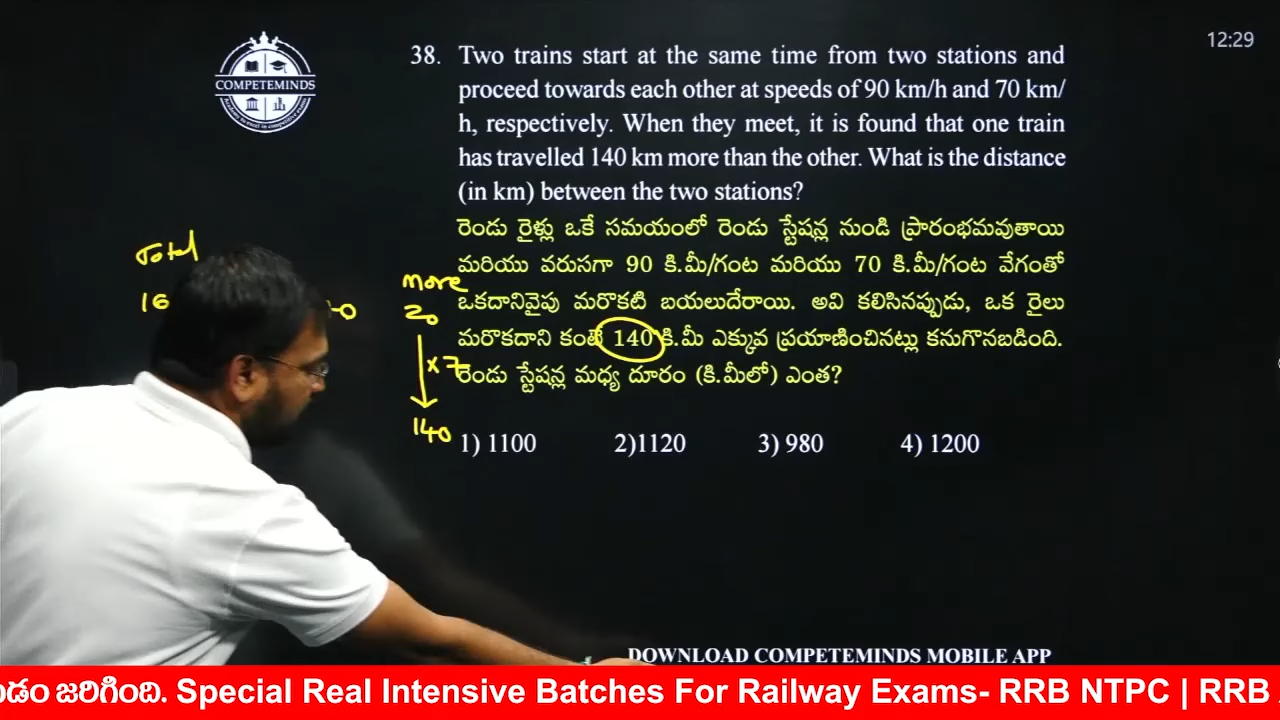 12:29
COMPETEMINDS
38. Two trains start at the same time from two stations and
proceed towards each other at speeds of 90 km/h and 70 km/
h, respectively. When they meet, it is found that one train
has travelled 140 km more than the other. What is the distance
(in km) between the two stations?
రెండు రైళ్లు ఒకే సమయంలో రెండు స్టేషన్ల నుండి ప్రారంభమవుతాయి
మరియు వరుసగా 90 కి.మీ/గంట మరియు 70 కి.మీ/గంట వేగంతో
ఒకదానివైపు మరొకటి బయలుదేరాయి. అవి కలిసినప్పుడు, ఒక రైలు
మరొకదాని కంటే 140 కి.మీ ఎక్కువ ప్రయాణించినట్లు కనుగొనబడింది.
రెండు స్టేషన్ల మధ్య దూరం (కి.మీలో) ఎంత?
1) 1100 2)1120 3) 980 4) 1200
Total
16
more
20
×7
140
DOWNLOAD COMPETEMINDS MOBILE APP
జరిగింది. Special Real Intensive Batches For Railway Exams- RRB NTPC | RRB